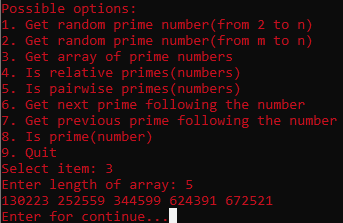 Possible options:
1. Get random prime number(from 2 to n)
2. Get random prime number(from m to n)
3. Get array of prime numbers
4. Is relative primes(numbers)
5. Is pairwise primes(numbers)
6. Get next prime following the number
7. Get previous prime following the number
8. Is prime(number)
9. Quit
Select item: 3
Enter length of array: 5
130223 252559 344599 624391 672521
Enter for continue...